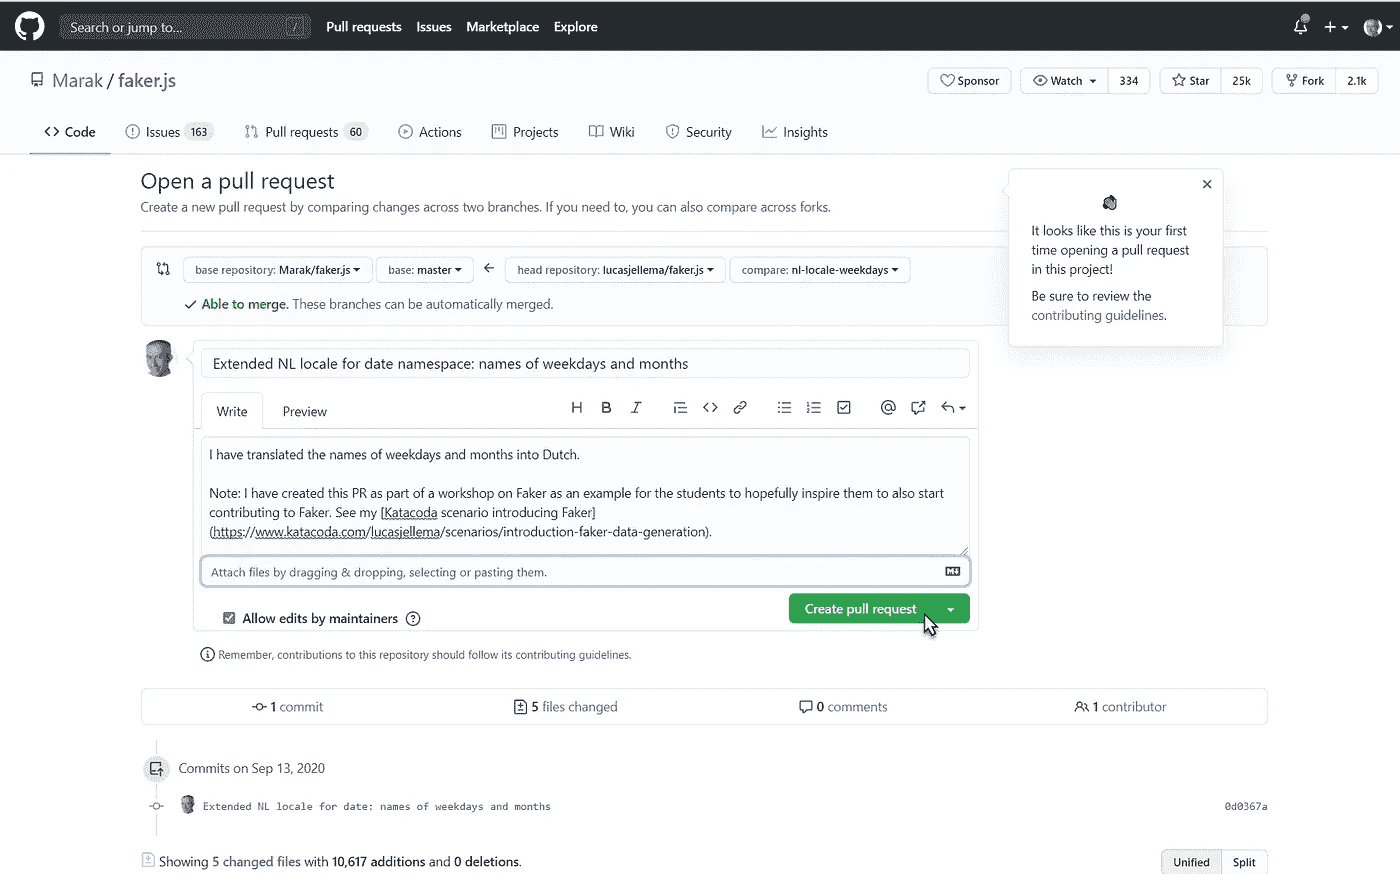 Search or jump to... /
Pull requests Issues Marketplace Explore
Marak / faker.js
Sponsor Watch 334 Star 25k Fork 2.1k
Code Issues 163 Pull requests 60 Actions Projects Wiki Security Insights
Open a pull request
Create a new pull request by comparing changes across two branches. If you need to, you can also compare across forks.
It looks like this is your first
time opening a pull request
in this project!
Be sure to review the
contributing guidelines.
base repository: Marak/faker.js base: master head repository: lucasjellema/faker.js compare: nl-locale-weekdays
Able to merge. These branches can be automatically merged.
Extended NL locale for date namespace: names of weekdays and months
Write Preview H B I @
I have translated the names of weekdays and months into Dutch.
Note: I have created this PR as part of a workshop on Faker as an example for the students to hopefully inspire them to also start
contributing to Faker. See my [Katacoda scenario introducing Faker]
(https://www.katacoda.com/lucasjellema/scenarios/introduction-faker-data-generation).
Attach files by dragging & dropping, selecting or pasting them.
Allow edits by maintainers ?
Create pull request
Remember, contributions to this repository should follow its contributing guidelines.
1 commit 5 files changed 0 comments 1 contributor
Commits on Sep 13, 2020
Extended NL locale for date: names of weekdays and months 0d0367a
Showing 5 changed files with 10,617 additions and 0 deletions.
Unified Split